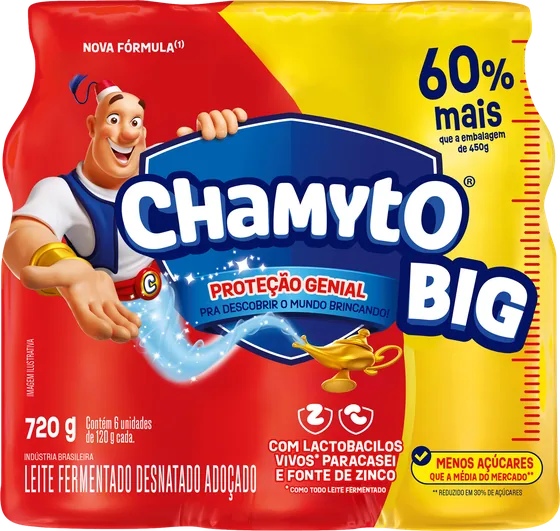 NOVA FÓRMULA(1)
60%
mais
que a embalagem
de 450g
CHAMYTO®
BIG
PROTEÇÃO GENIAL
PRA DESCOBRIR O MUNDO BRINCANDO!
C
IMAGEM ILUSTRATIVA
720 g
Contém 6 unidades
de 120 g cada.
INDÚSTRIA BRASILEIRA
LEITE FERMENTADO DESNATADO ADOÇADO
COM LACTOBACILOS
VIVOS* PARACASEI
E FONTE DE ZINCO
* COMO TODO LEITE FERMENTADO
MENOS AÇÚCARES
QUE A MÉDIA DO MERCADO**
** REDUZIDO EM 30% DE AÇÚCARES